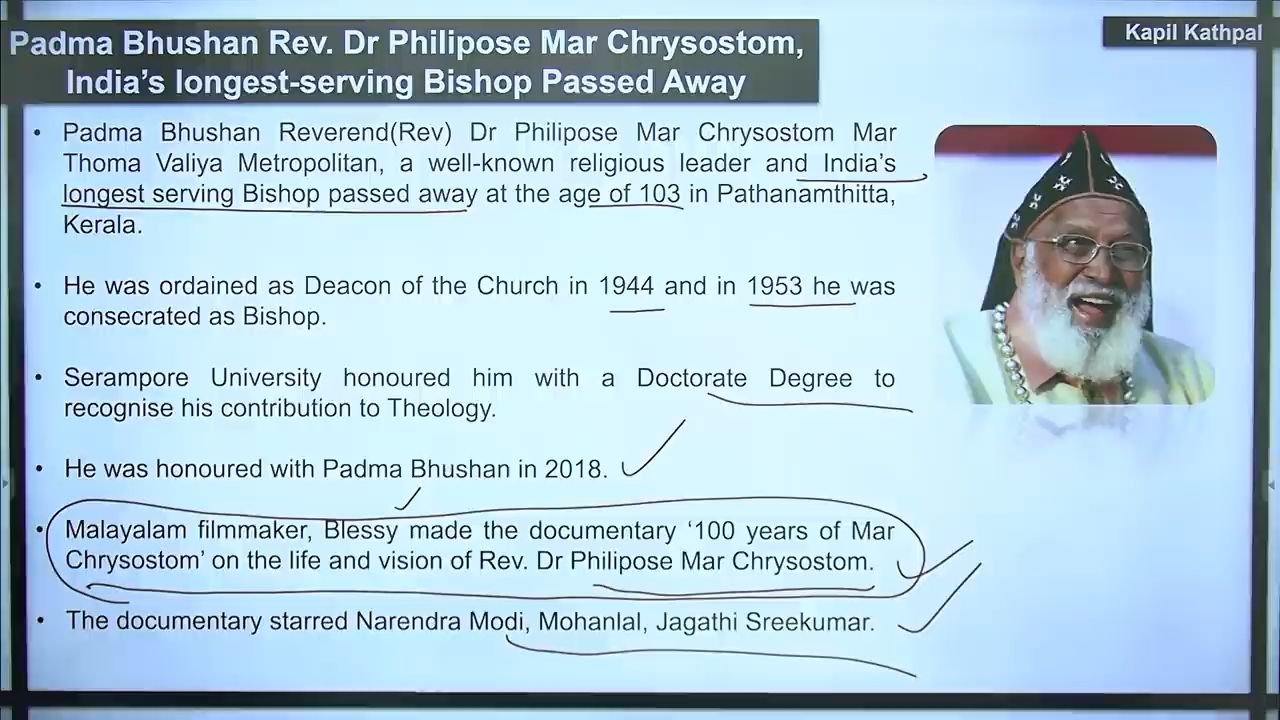 Padma Bhushan Rev. Dr Philipose Mar Chrysostom,
India's longest-serving Bishop Passed Away
Kapil Kathpal
• Padma Bhushan Reverend(Rev) Dr Philipose Mar Chrysostom Mar
Thoma Valiya Metropolitan, a well-known religious leader and India's
longest serving Bishop passed away at the age of 103 in Pathanamthitta,
Kerala.
• He was ordained as Deacon of the Church in 1944 and in 1953 he was
consecrated as Bishop.
• Serampore University honoured him with a Doctorate Degree to
recognise his contribution to Theology.
• He was honoured with Padma Bhushan in 2018.
• Malayalam filmmaker, Blessy made the documentary '100 years of Mar
Chrysostom' on the life and vision of Rev. Dr Philipose Mar Chrysostom.
• The documentary starred Narendra Modi, Mohanlal, Jagathi Sreekumar.